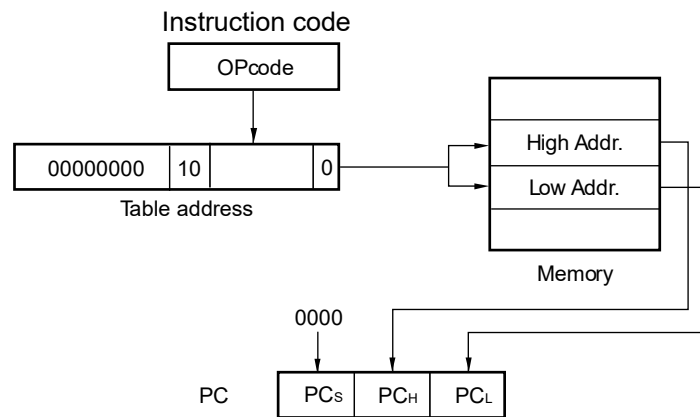 Instruction code
OPcode
High Addr.
00000000 10 0
Low Addr.
Table address
Memory
0000
PC PCS PCH PCL